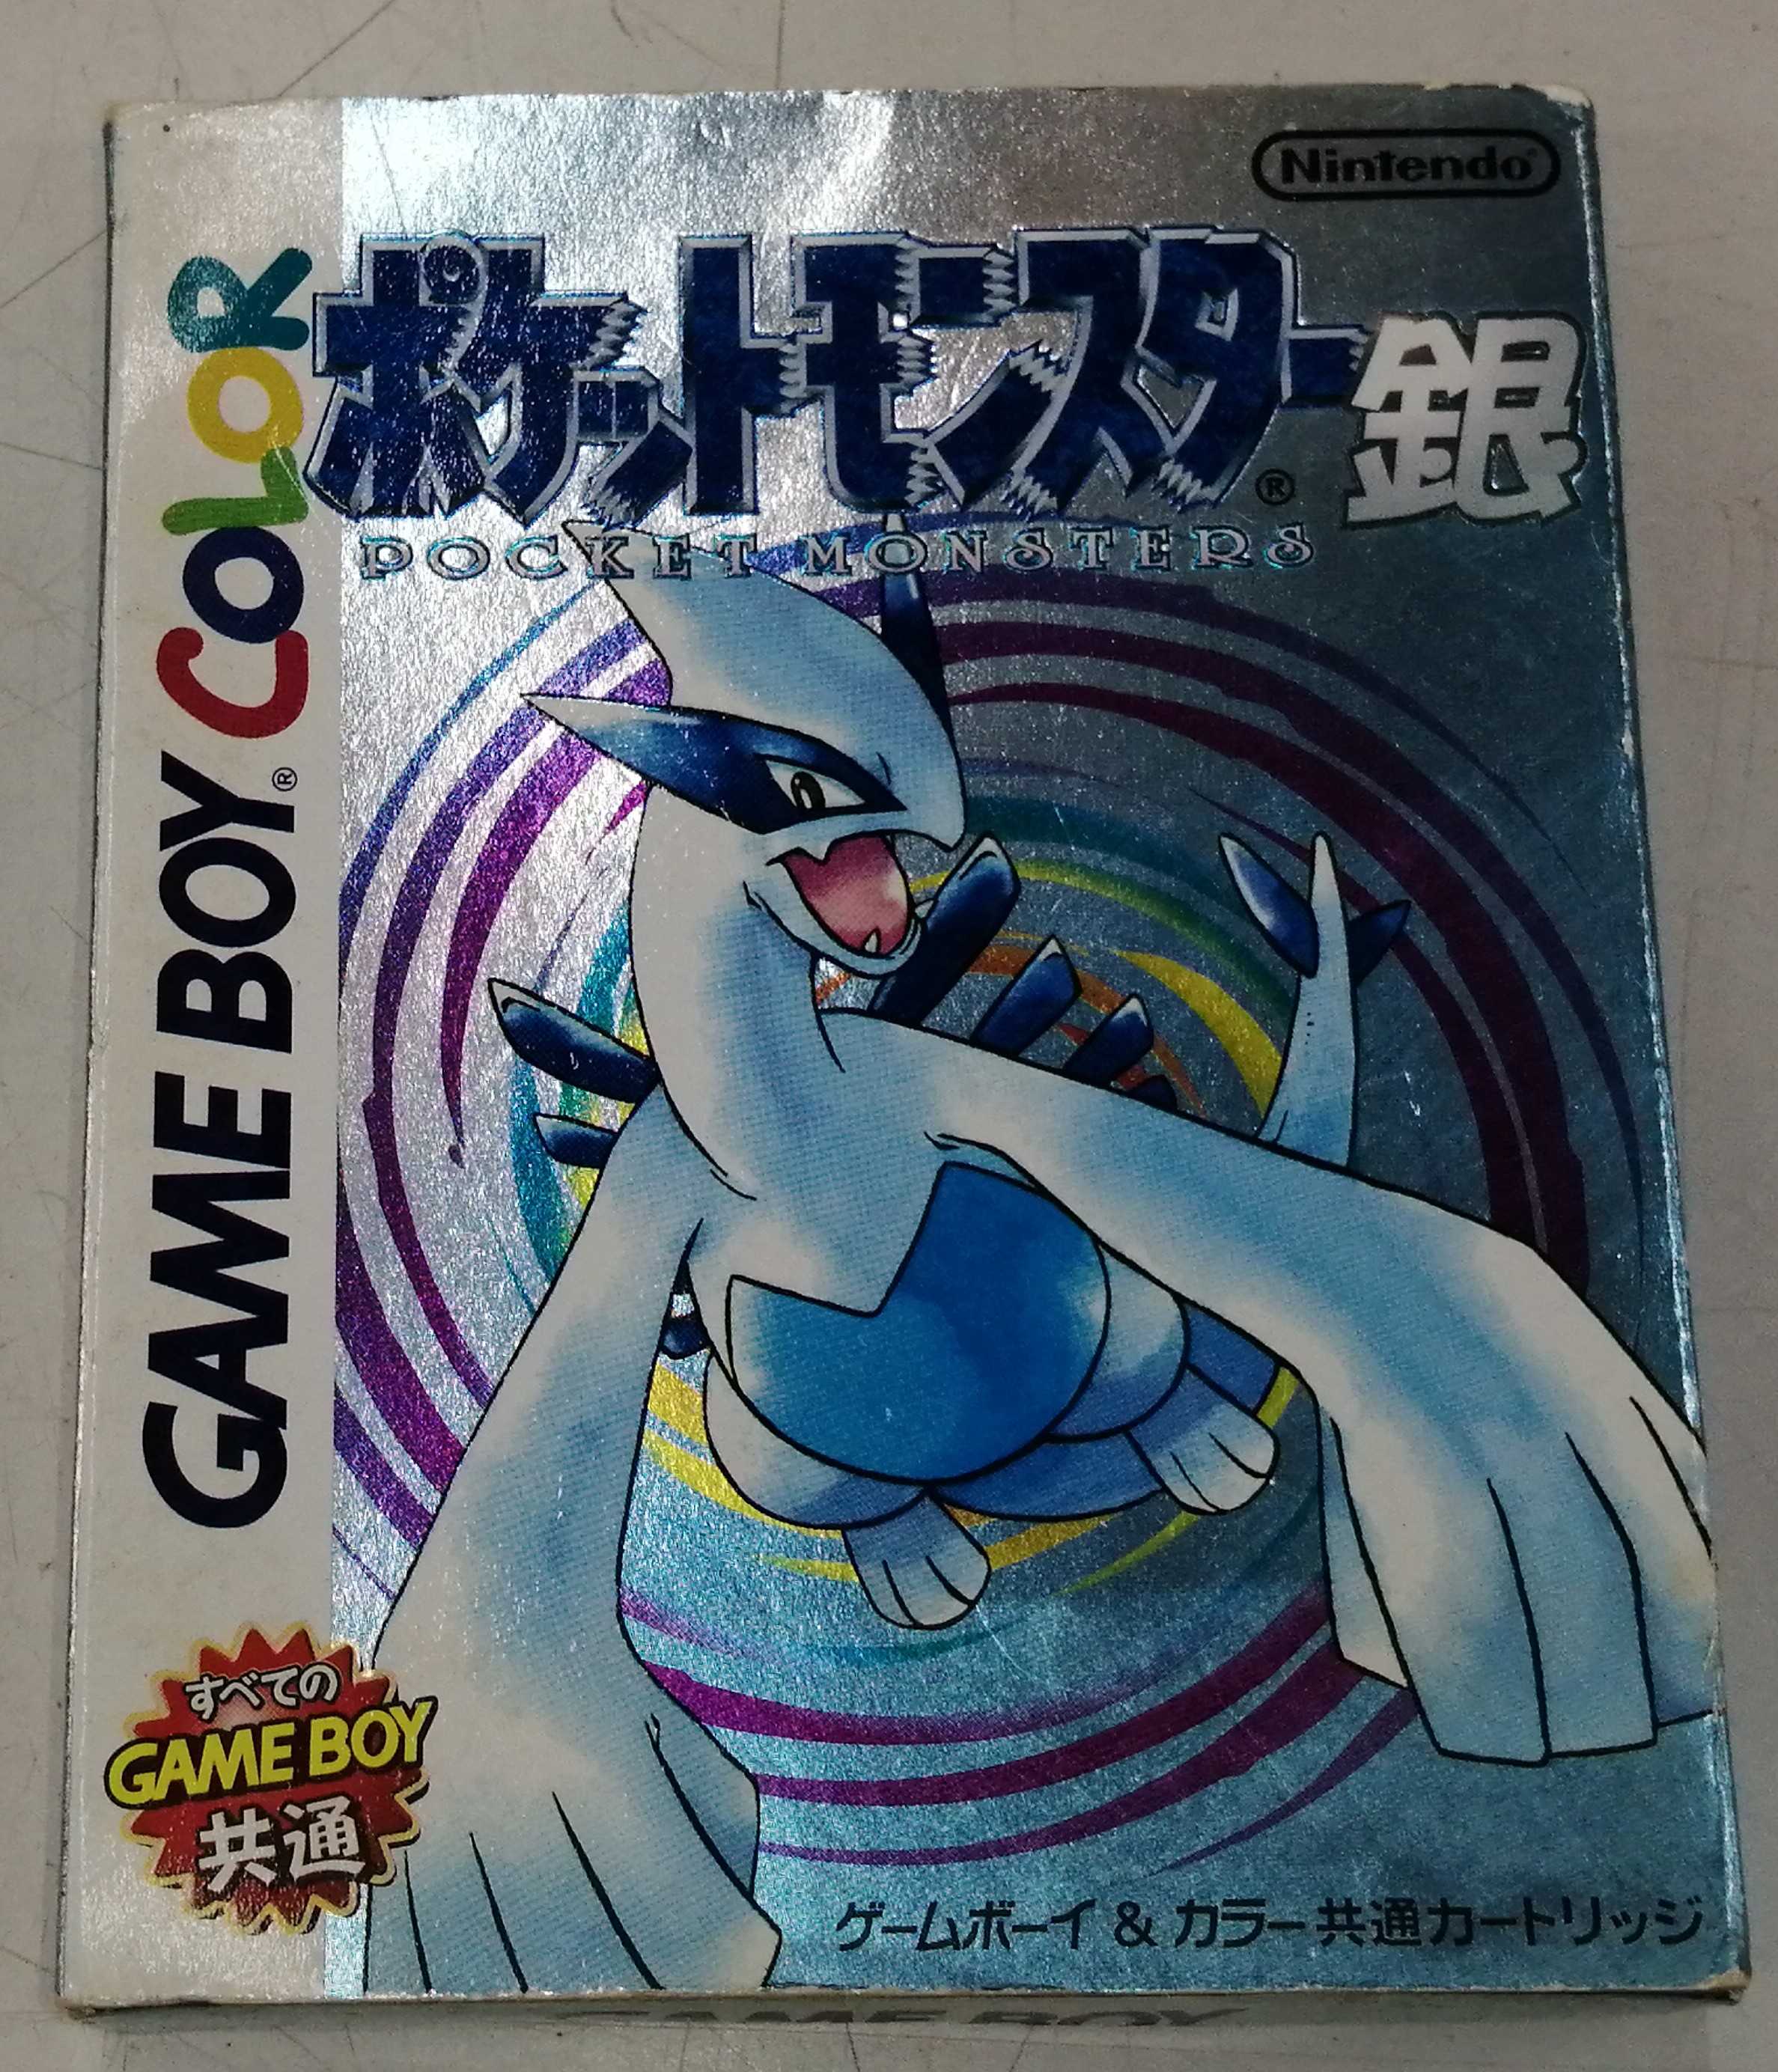 Nintendo®
ポケットモンスター®銀
POCKET MONSTERS
GAME BOY® COLOR
すべての
GAME BOY
共通
ゲームボーイ & カラー共通カートリッジ
GAME BOY